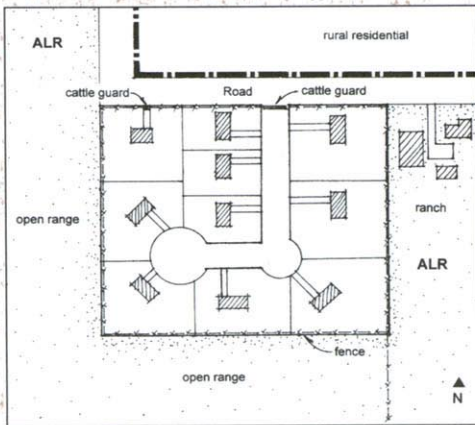 rural residential
ALR
cattle guard
Road
cattle guard
open range
ranch
ALR
fence
open range
N